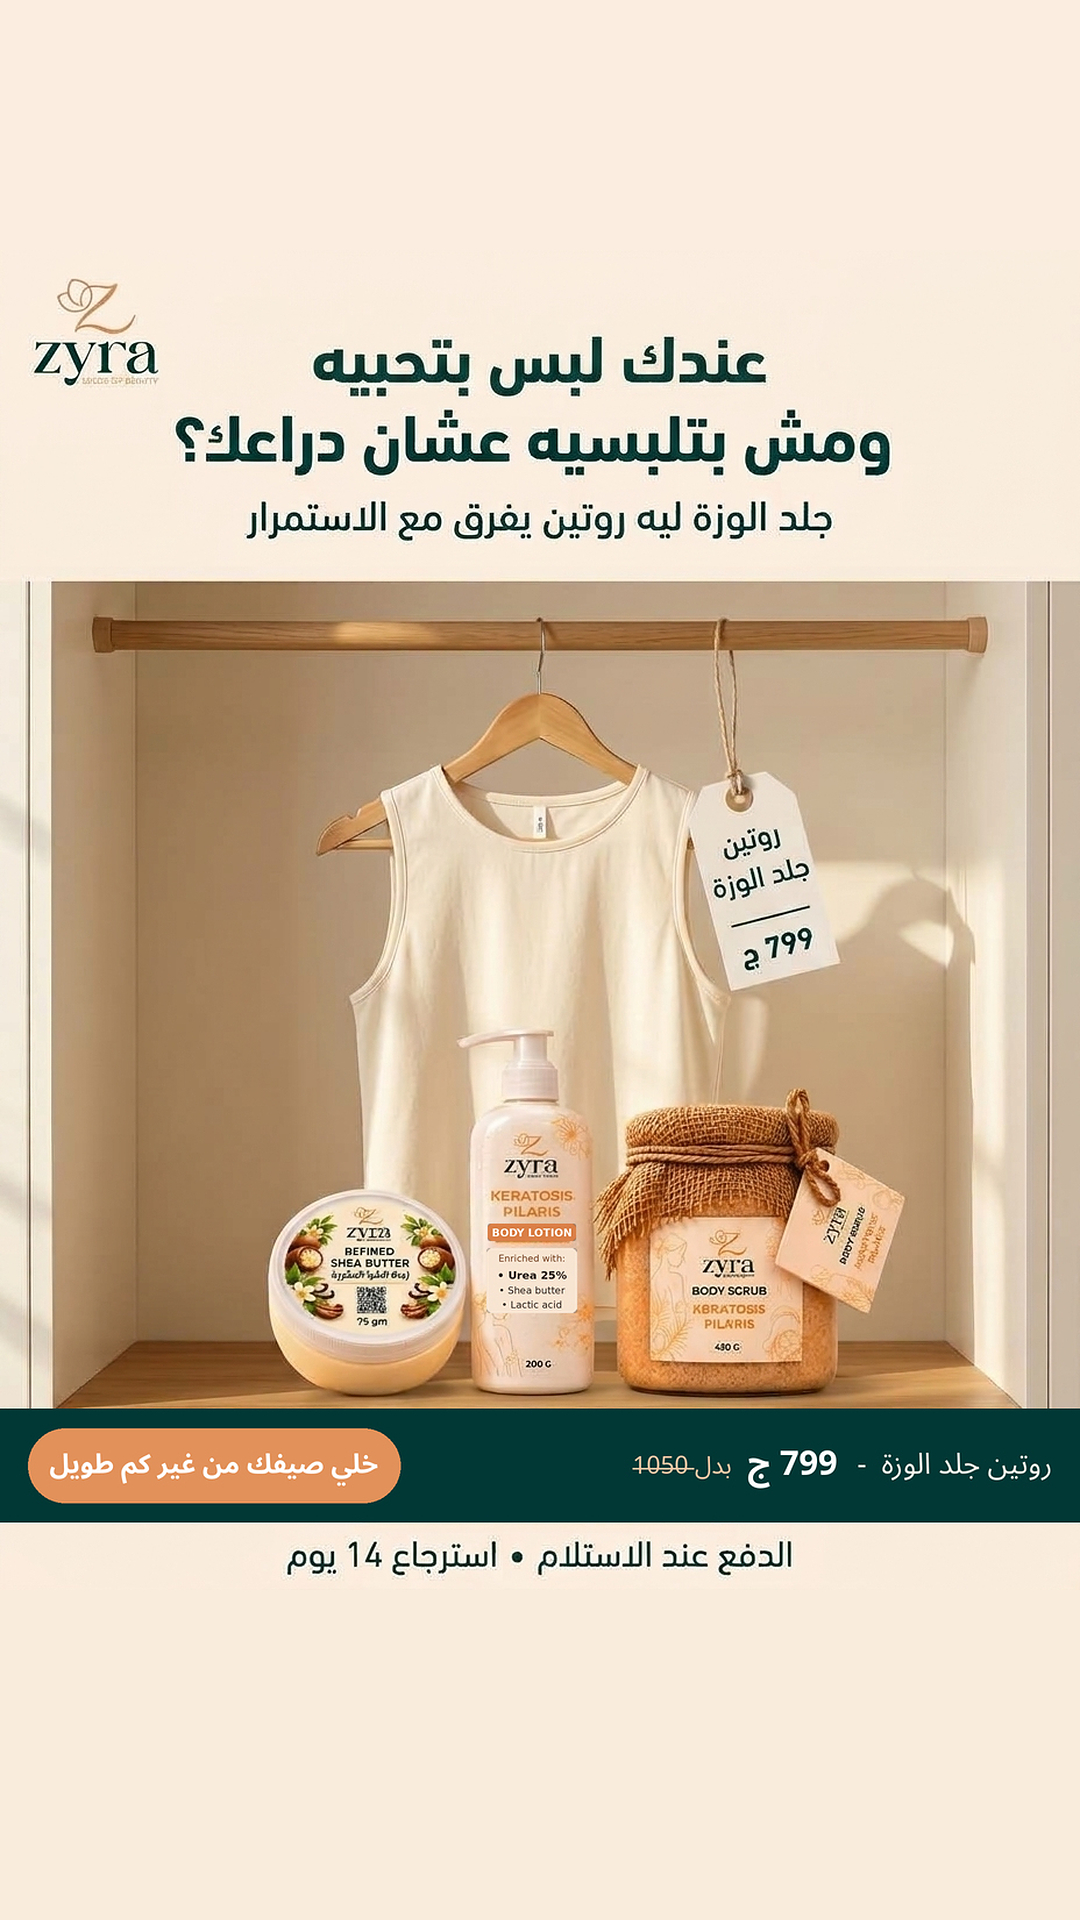 zyra
عندك لبس بتحبيه
ومش بتلبسيه عشان دراعك؟
جلد الوزة ليه روتين يفرق مع الاستمرار
روتين
جلد الوزة
799 ج
REFINED
SHEA BUTTER
75 gm
zyra
KERATOSIS
PILARIS
BODY LOTION
Enriched with:
• Urea 25%
• Shea butter
• Lactic acid
200 G
zyra
BODY SCRUB
KERATOSIS
PILARIS
zyra
روتين جلد الوزة - 799 ج بدل 1050
خلي صيفك من غير كم طويل
الدفع عند الاستلام • استرجاع 14 يوم